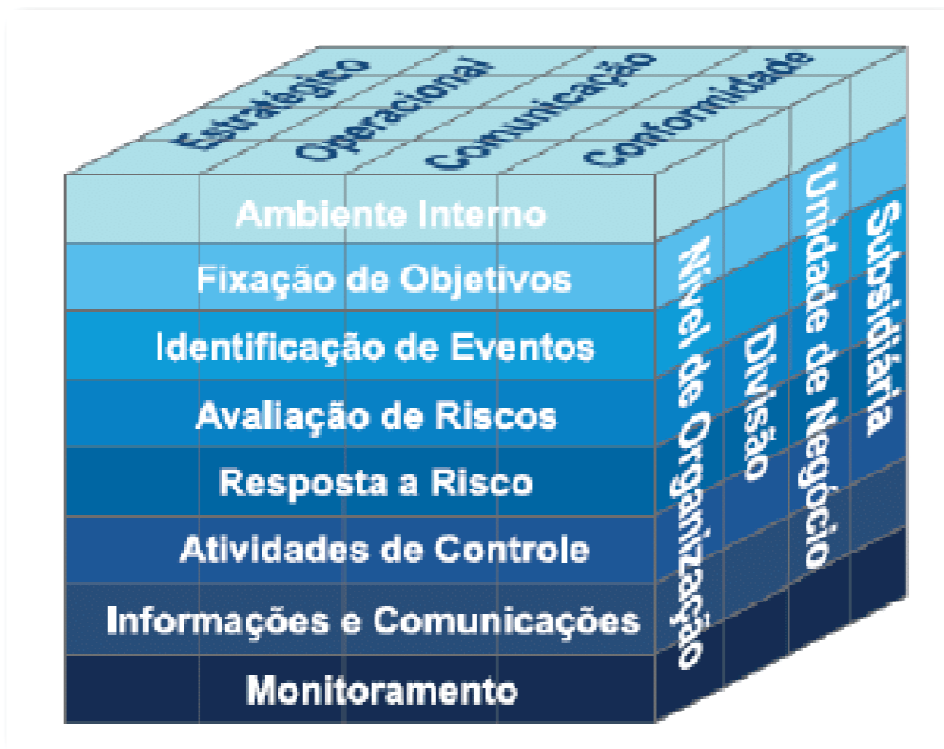 Estratégico
Operacional
Comunicação
Conformidade
Ambiente Interno
Fixação de Objetivos
Identificação de Eventos
Avaliação de Riscos
Resposta a Risco
Atividades de Controle
Informações e Comunicações
Monitoramento
Nível de Organização
Divisão
Unidade de Negócio
Subsidiária